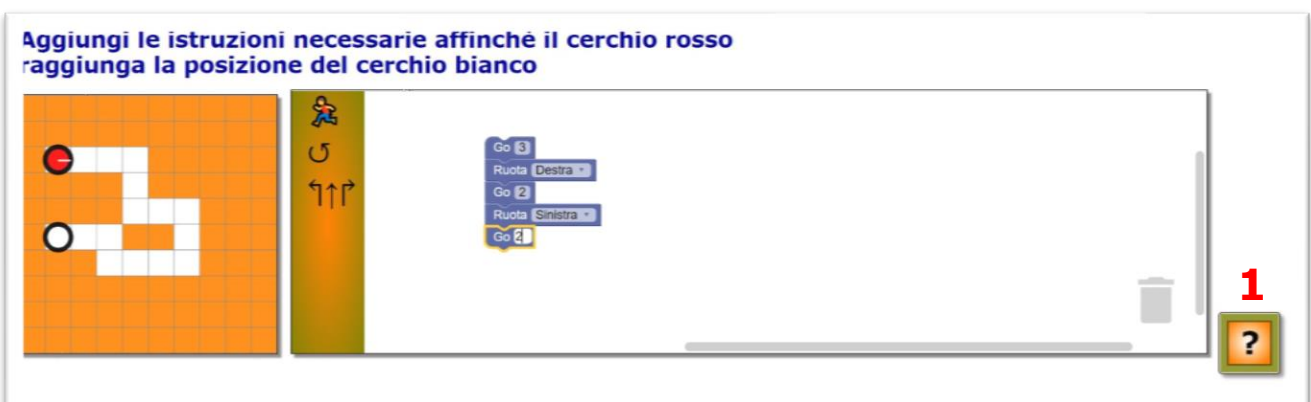 Aggiungi le istruzioni necessarie affinchè il cerchio rosso
raggiunga la posizione del cerchio bianco
Go 3
Ruota Destra
Go 2
Ruota Sinistra
Go 2
1
?